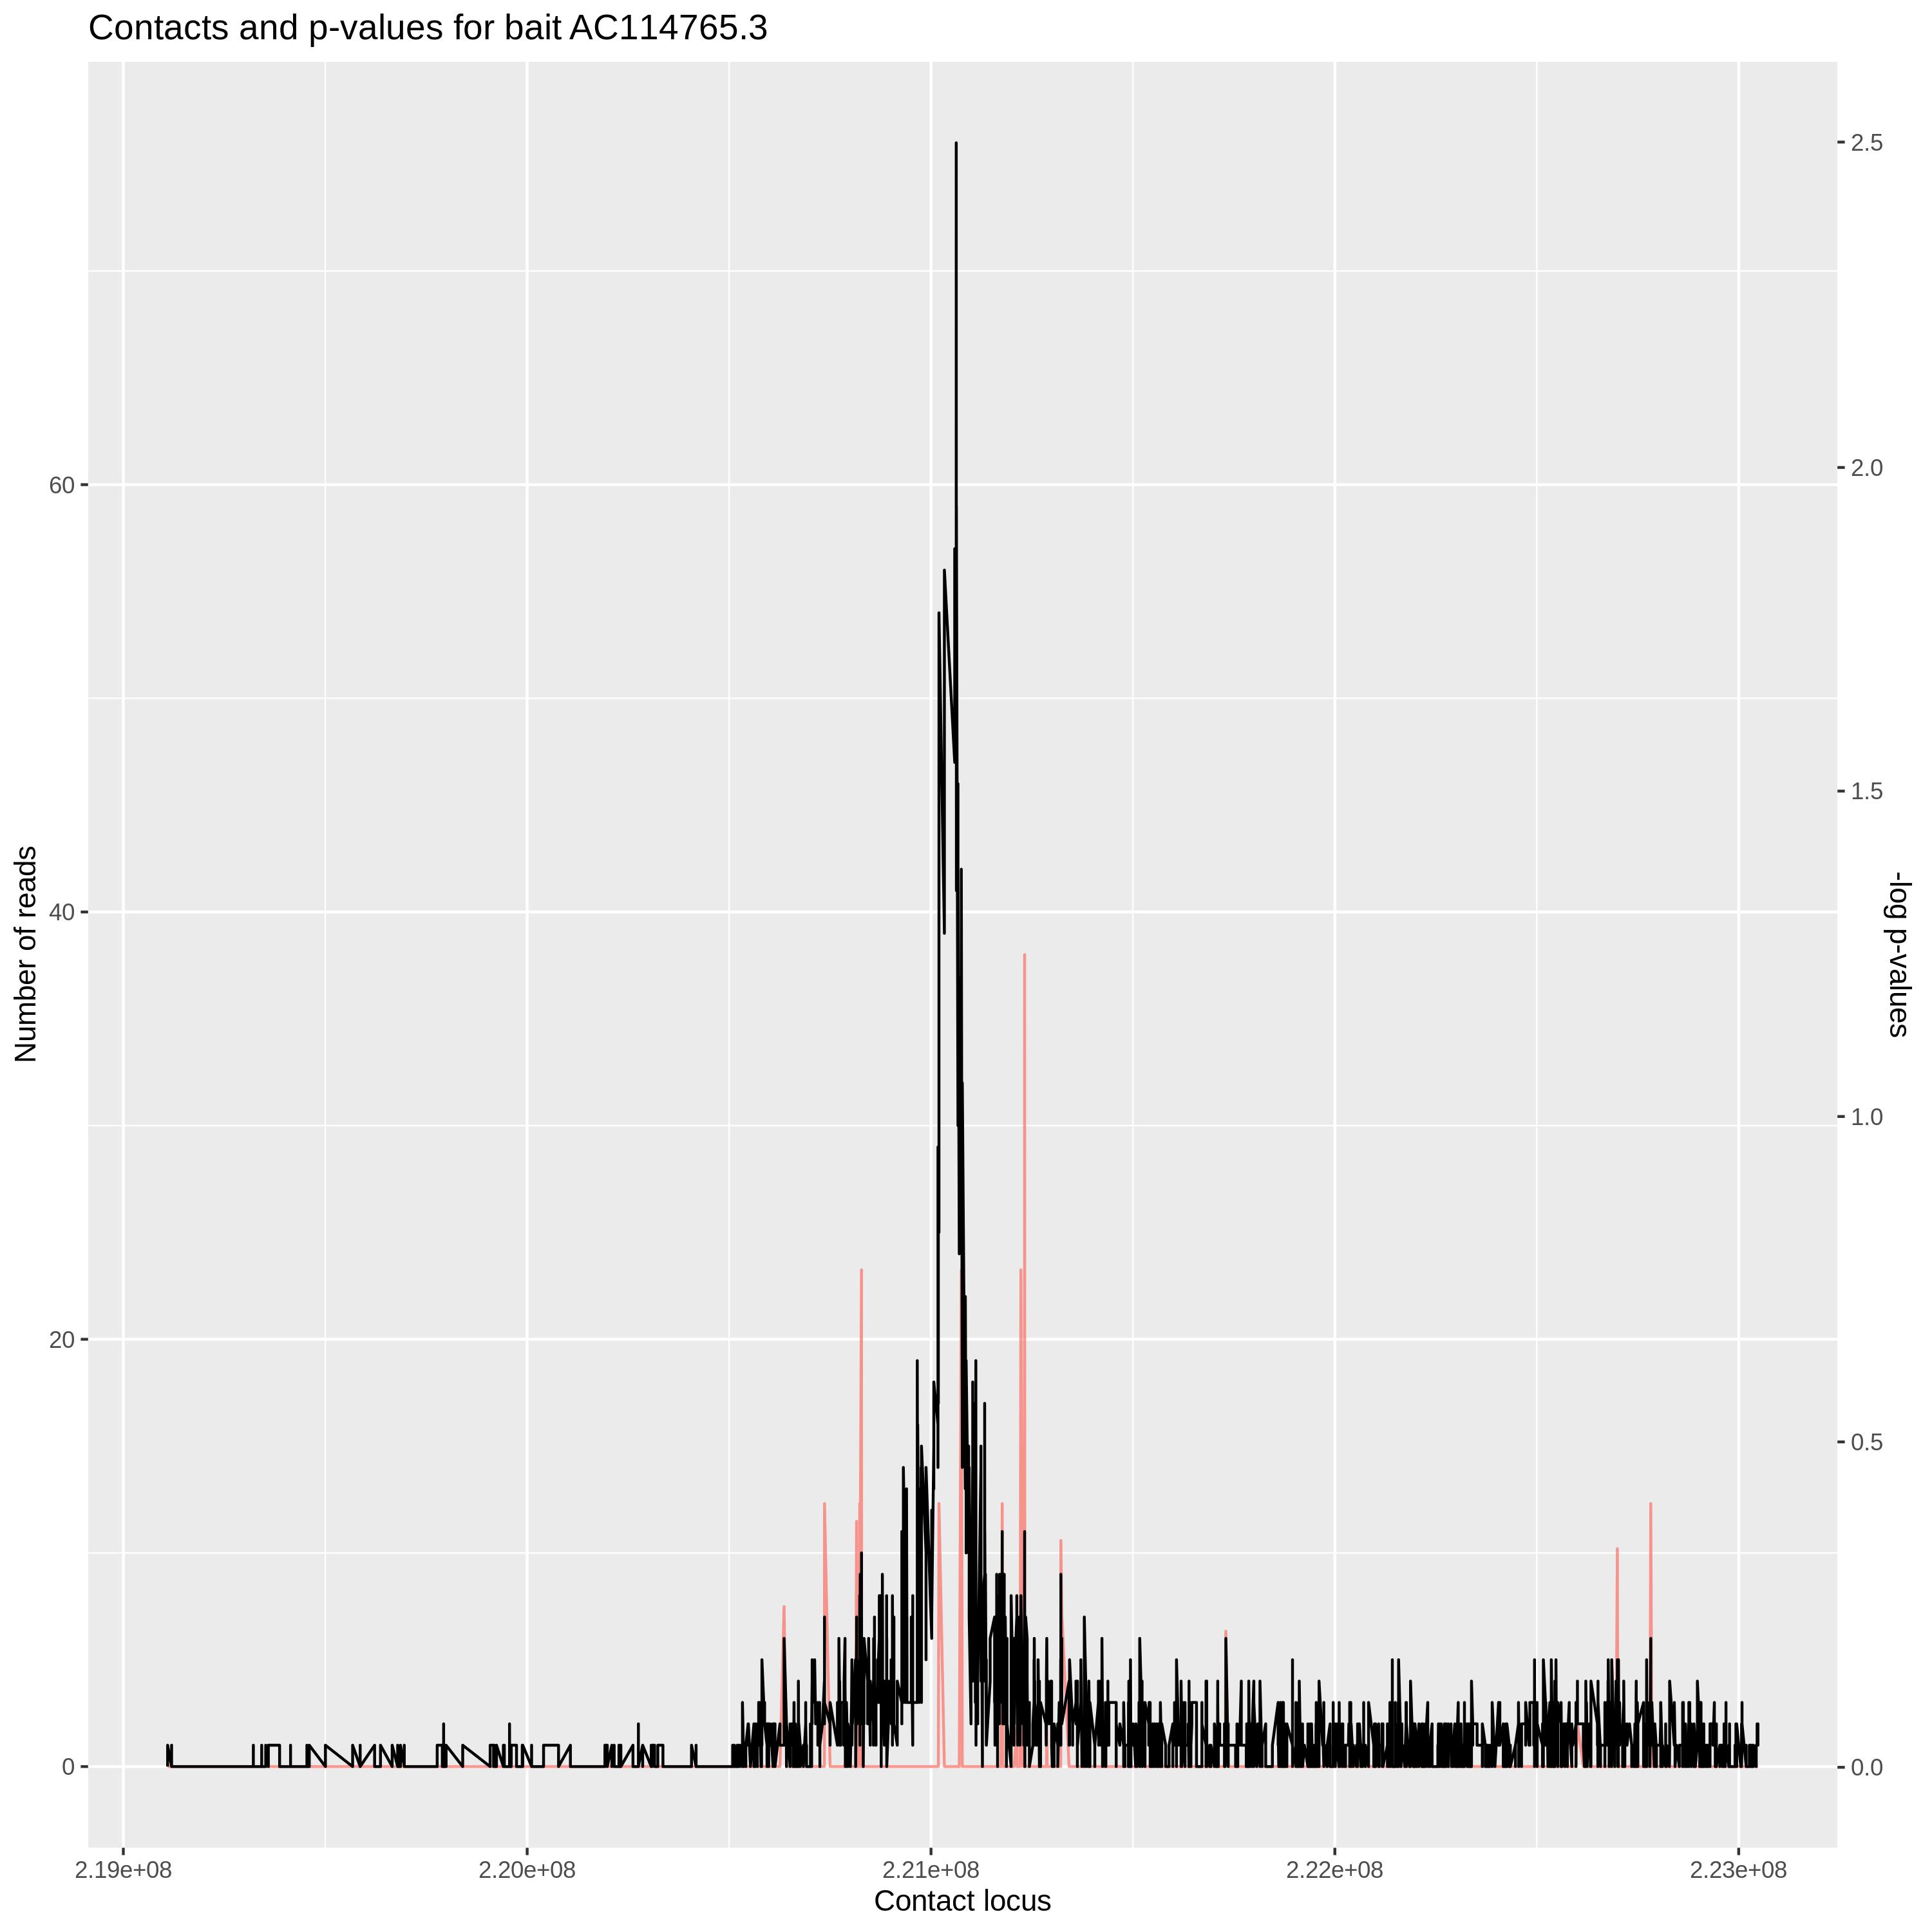 Contacts and p-values for bait AC114765.3
Number of reads
60
40
20
0
2.5
2.0
1.5
1.0
0.5
0.0
-log p-values
2.19e+08 2.20e+08 2.21e+08 2.22e+08 2.23e+08
Contact locus